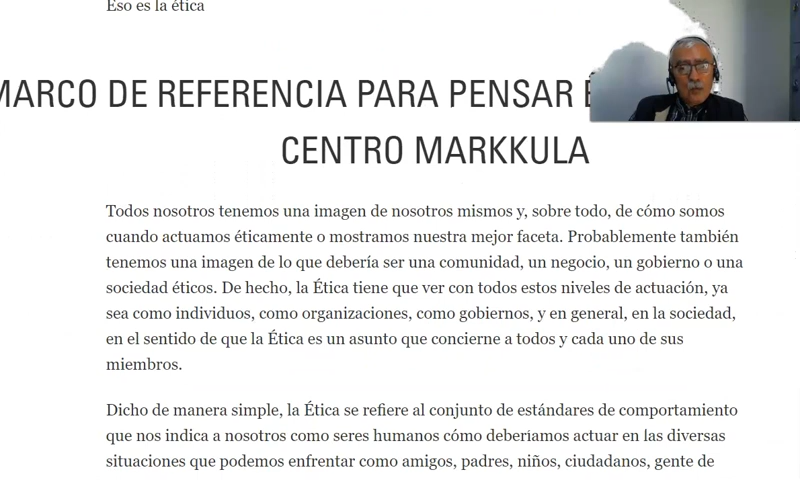 Eso es la ética
MARCO DE REFERENCIA PARA PENSAR
CENTRO MARKKULA
Todos nosotros tenemos una imagen de nosotros mismos y, sobre todo, de cómo somos
cuando actuamos éticamente o mostramos nuestra mejor faceta. Probablemente también
tenemos una imagen de lo que debería ser una comunidad, un negocio, un gobierno o una
sociedad éticos. De hecho, la Ética tiene que ver con todos estos niveles de actuación, ya
sea como individuos, como organizaciones, como gobiernos, y en general, en la sociedad,
en el sentido de que la Ética es un asunto que concierne a todos y cada uno de sus
miembros.
Dicho de manera simple, la Ética se refiere al conjunto de estándares de comportamiento
que nos indica a nosotros como seres humanos cómo deberíamos actuar en las diversas
situaciones que podemos enfrentar como amigos, padres, niños, ciudadanos, gente de